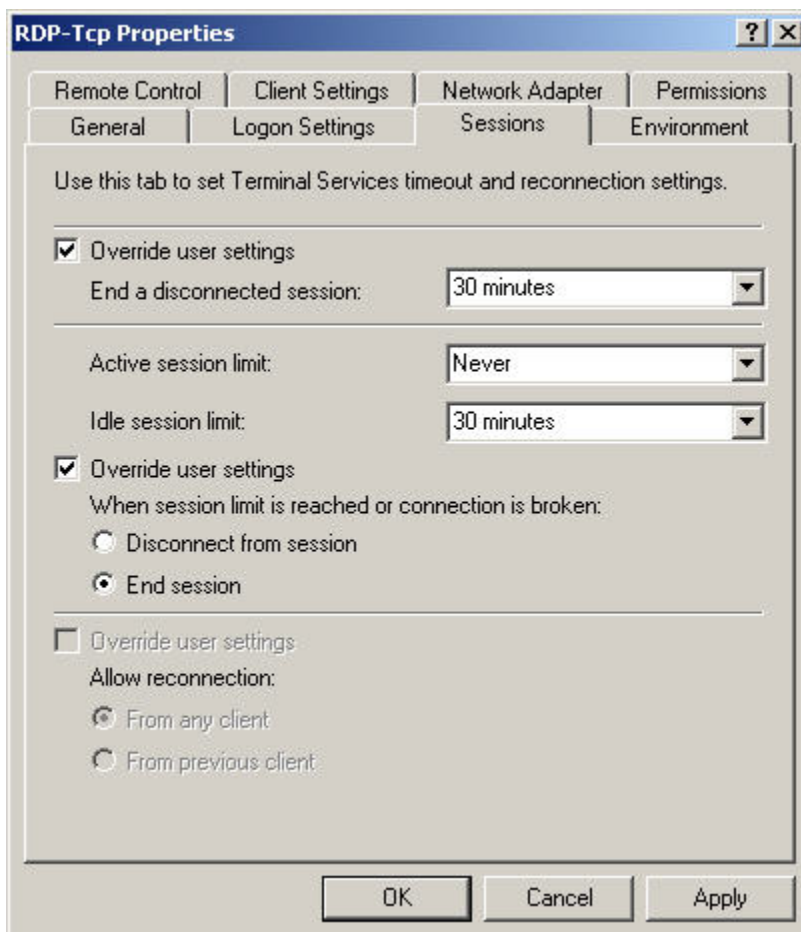 RDP-Tcp Properties
Remote Control Client Settings Network Adapter Permissions
General Logon Settings Sessions Environment
Use this tab to set Terminal Services timeout and reconnection settings.
Override user settings
End a disconnected session: 30 minutes
Active session limit: Never
Idle session limit: 30 minutes
Override user settings
When session limit is reached or connection is broken:
Disconnect from session
End session
Override user settings
Allow reconnection:
From any client
From previous client
OK Cancel Apply